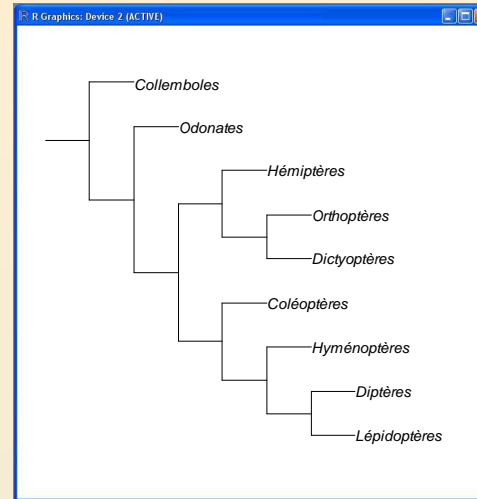 R Graphics: Device 2 (ACTIVE)
Collemboles
Odonates
Hémiptères
Orthoptères
Dictyoptères
Coléoptères
Hyménoptères
Diptères
Lépidoptères